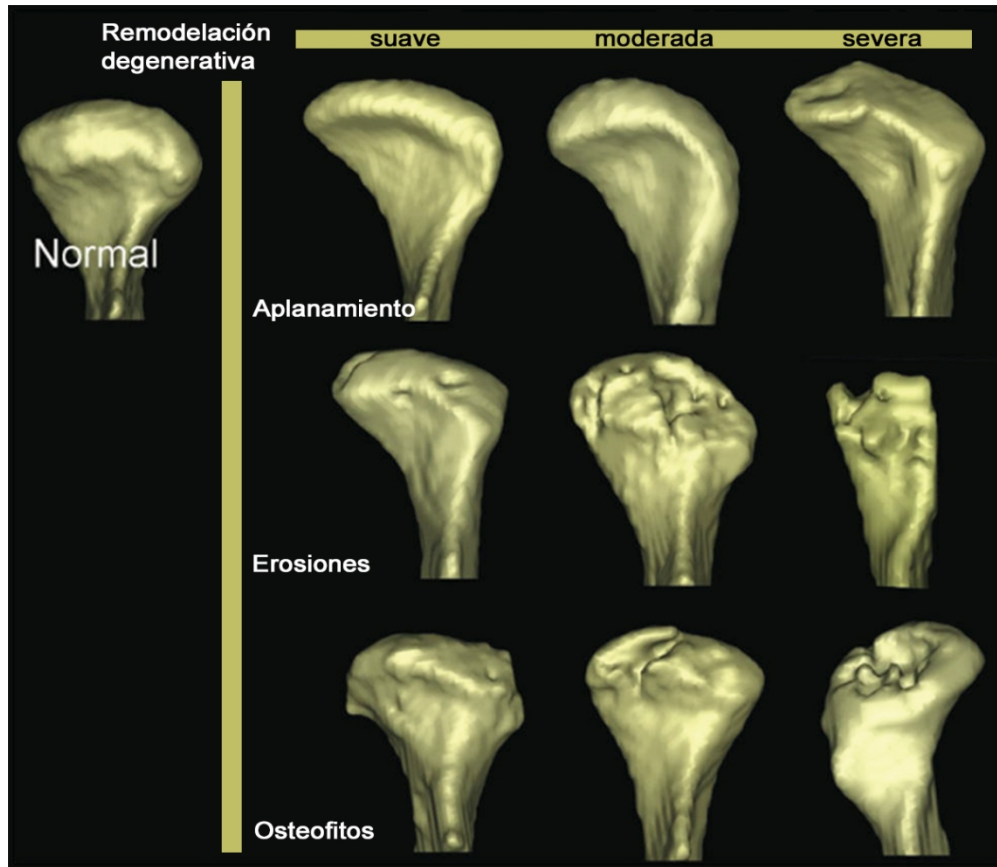 Remodelación
degenerativa
suave
moderada
severa
Normal
Aplanamiento
Erosiones
Osteofitos